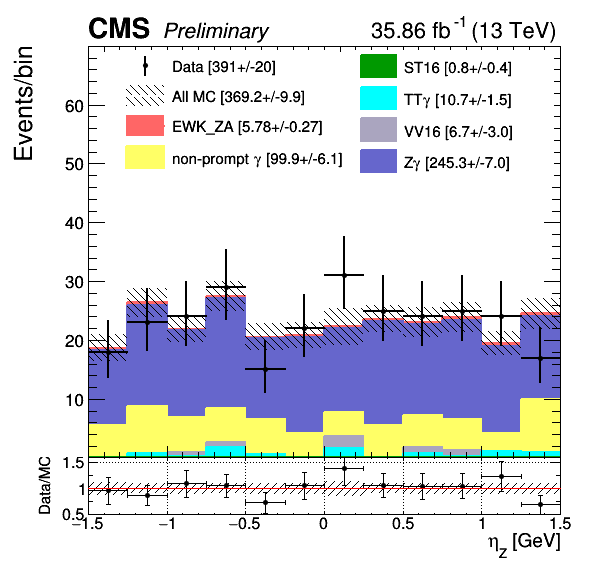 CMS Preliminary 35.86 fb⁻¹ (13 TeV)
Events/bin
Data [391+/-20]
All MC [369.2+/-9.9]
EWK_ZA [5.78+/-0.27]
non-prompt γ [99.9+/-6.1]
ST16 [0.8+/-0.4]
TTγ [10.7+/-1.5]
VV16 [6.7+/-3.0]
Zγ [245.3+/-7.0]
60
50
40
30
20
10
Data/MC
1.5
1
0.5
−1.5 −1 −0.5 0 0.5 1 1.5
η_Z [GeV]